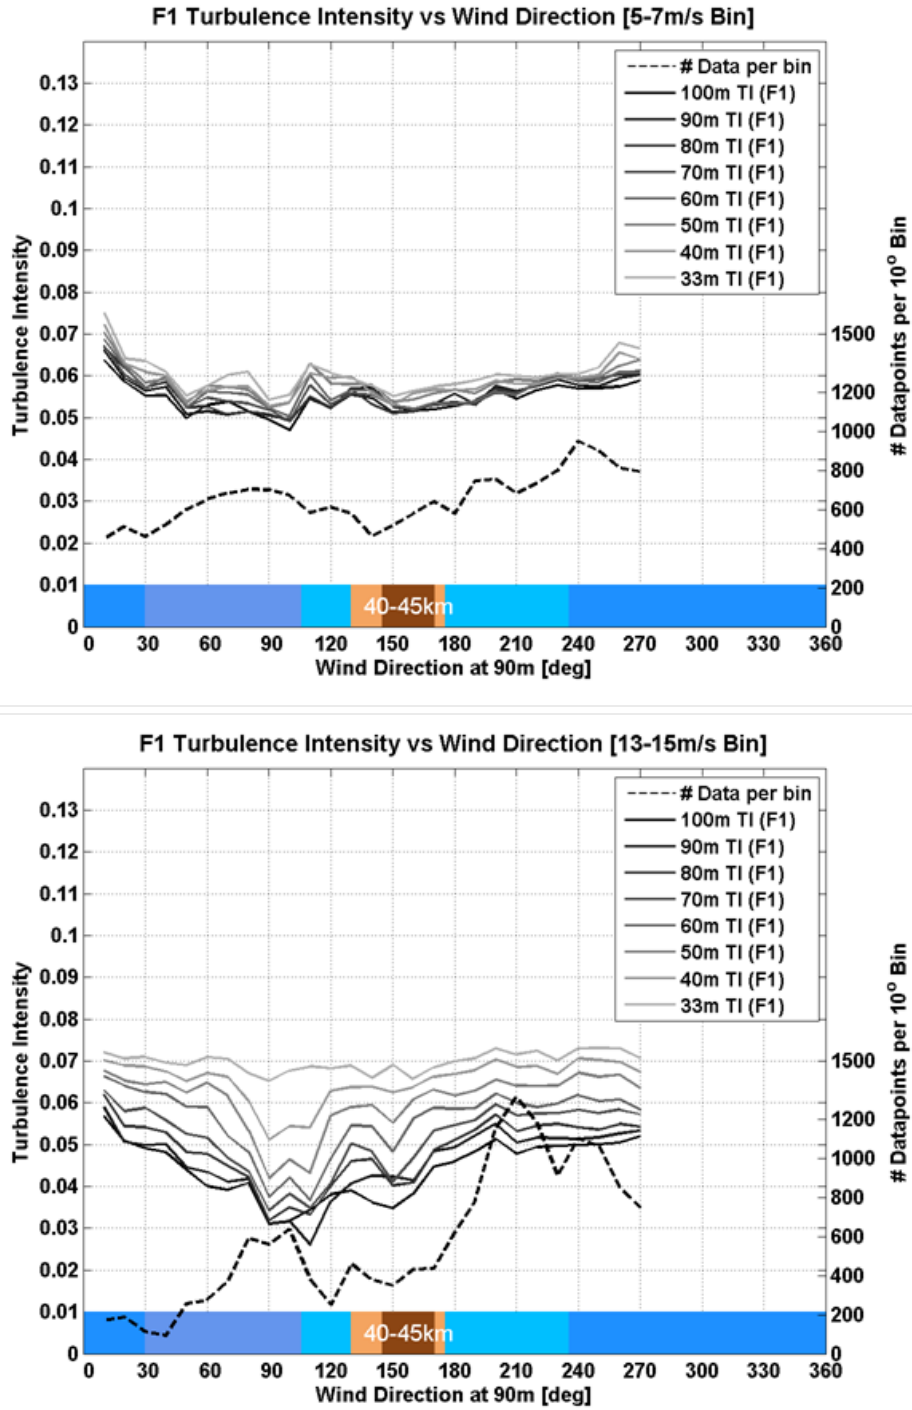 F1 Turbulence Intensity vs Wind Direction [5-7m/s Bin]
Turbulence Intensity
0.13
0.12
0.11
0.1
0.09
0.08
0.07
0.06
0.05
0.04
0.03
0.02
0.01
0
# Data per bin
100m TI (F1)
90m TI (F1)
80m TI (F1)
70m TI (F1)
60m TI (F1)
50m TI (F1)
40m TI (F1)
33m TI (F1)
1500
1200
1000
800
600
400
200
0
# Datapoints per 10° Bin
40-45km
0 30 60 90 120 150 180 210 240 270 300 330 360
Wind Direction at 90m [deg]
F1 Turbulence Intensity vs Wind Direction [13-15m/s Bin]
Turbulence Intensity
0.13
0.12
0.11
0.1
0.09
0.08
0.07
0.06
0.05
0.04
0.03
0.02
0.01
0
# Data per bin
100m TI (F1)
90m TI (F1)
80m TI (F1)
70m TI (F1)
60m TI (F1)
50m TI (F1)
40m TI (F1)
33m TI (F1)
1500
1200
1000
800
600
400
200
0
# Datapoints per 10° Bin
40-45km
0 30 60 90 120 150 180 210 240 270 300 330 360
Wind Direction at 90m [deg]